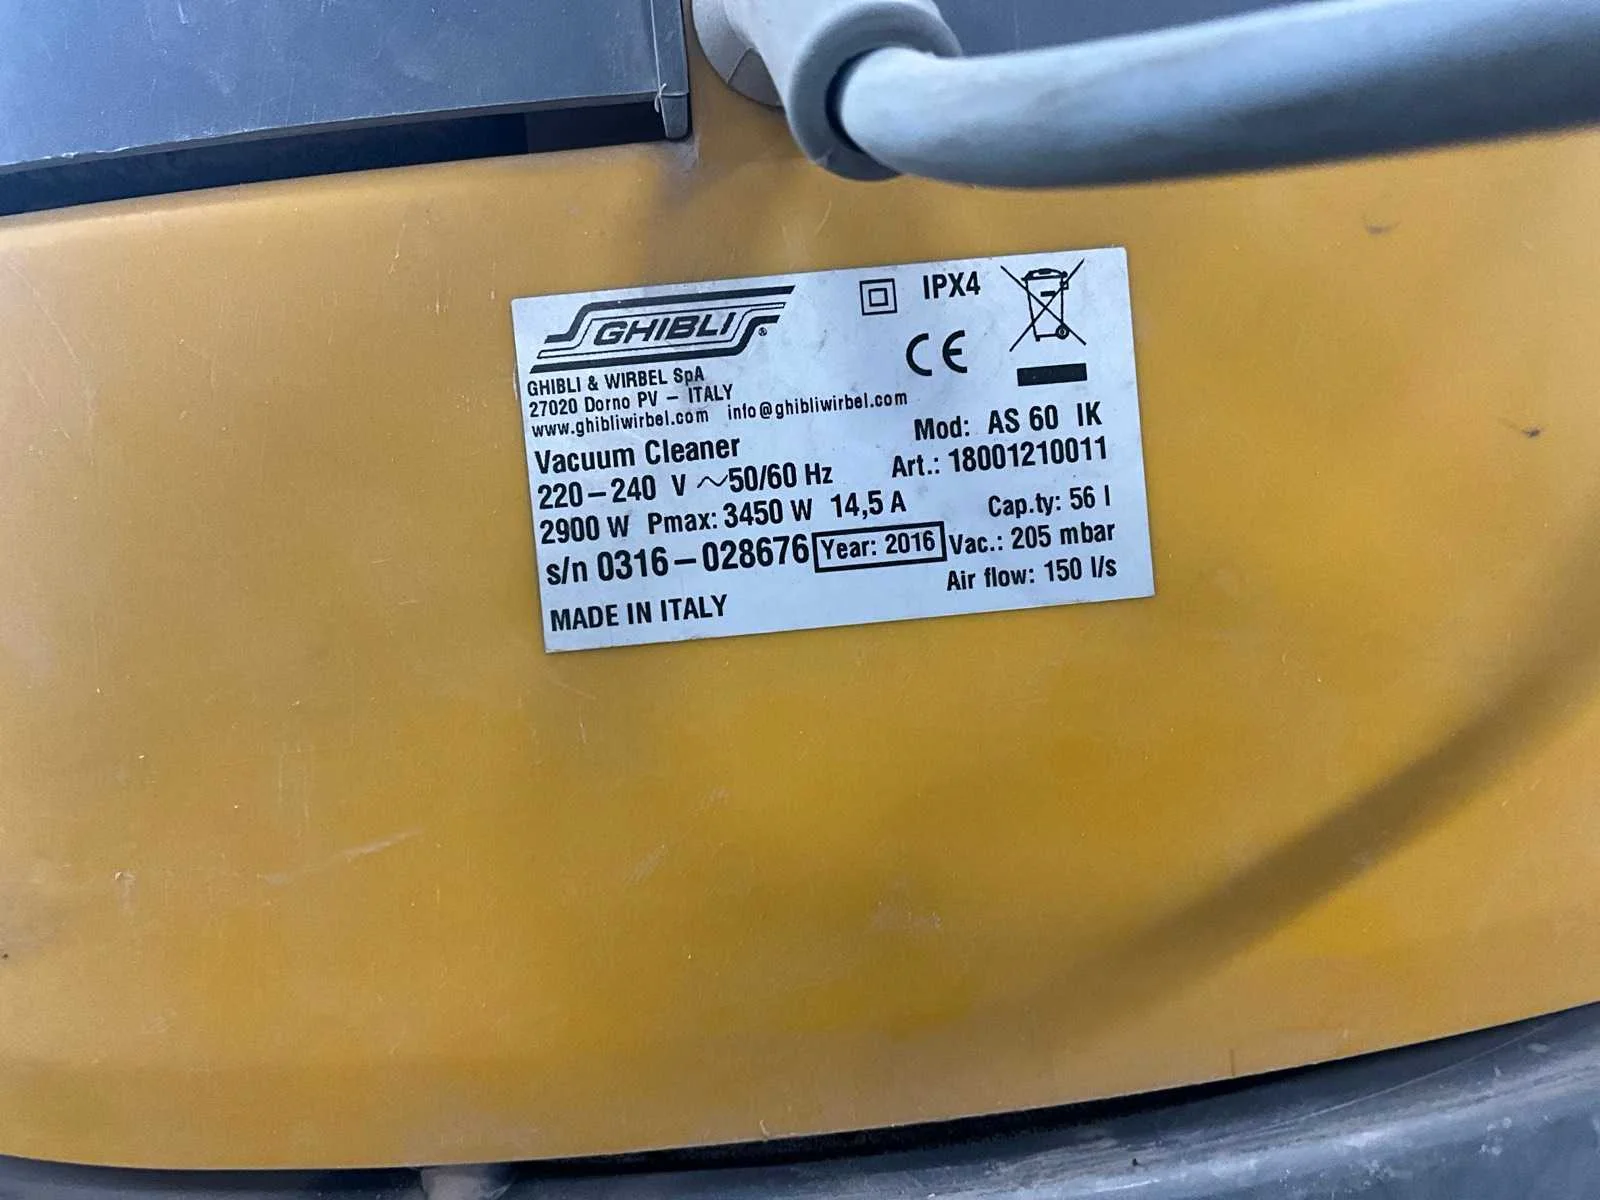 GHIBLI ®
IPX4
CE
GHIBLI & WIRBEL SpA
27020 Dorno PV – ITALY
www.ghibliwirbel.com info@ghibliwirbel.com
Vacuum Cleaner Mod: AS 60 IK
220–240 V ~50/60 Hz Art.: 18001210011
2900 W Pmax: 3450 W 14,5 A Cap.ty: 56 l
s/n 0316–028676 Year: 2016 Vac.: 205 mbar
Air flow: 150 l/s
MADE IN ITALY